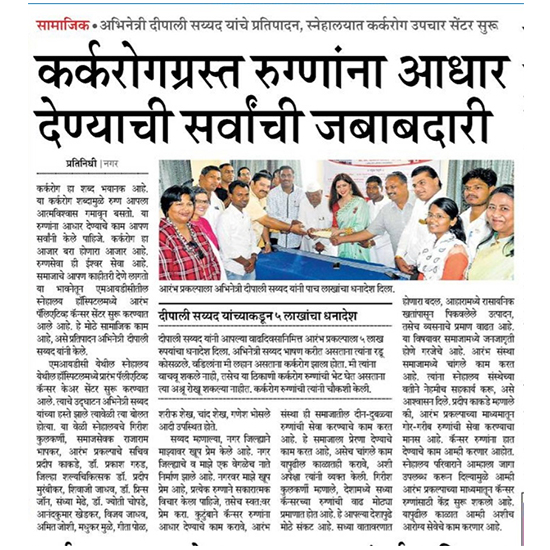 सामाजिक • अभिनेत्री दीपाली सय्यद यांचे प्रतिपादन, स्नेहालयात कर्करोग उपचार सेंटर सुरू
कर्करोगग्रस्त रुग्णांना आधार
देण्याची सर्वांची जबाबदारी
प्रतिनिधी | नगर
कर्करोग हा शब्द भयानक आहे.
या कर्करोग शब्दामुळे रुग्ण आपला
आत्मविश्वास गमावून बसतो. या
रुग्णांना आधार देण्याचे काम आपण
सर्वांनी केले पाहिजे. कर्करोग हा
आजार बरा होणारा आजार आहे.
रुग्णसेवा ही ईश्वर सेवा आहे.
समाजाचे आपण काहीतरी देणे लागतो
या भावनेतून एमआयडीसीतील
स्नेहालय हॉस्पिटलमध्ये आरंभ
पॅलिएटिव्ह कॅन्सर सेंटर सुरू करण्यात
आले आहे. हे मोठे सामाजिक काम
आहे, असे प्रतिपादन अभिनेत्री दीपाली
सय्यद यांनी केले.
एमआयडीसी येथील स्नेहालय
हॉस्पिटलमध्ये आरंभ पॅलिएटिव्ह
कॅन्सर केअर सेंटर सुरू करण्यात
आले. त्याचे उद्घाटन अभिनेत्री सय्यद
यांच्या हस्ते झाले त्यावेळी त्या बोलत
होत्या. या वेळी स्नेहालयचे गिरीश
कुलकर्णी, समाजसेवक राजाराम
भापकर, आरंभ प्रकल्पाचे सचिव
प्रदीप काकडे, डॉ. प्रकाश गरुड,
जिल्हा शल्यचिकित्सक डॉ. प्रदीप
मुरंबीकर, शिवाजी जाधव, डॉ. प्रिन्स
जॉन, संध्या मेढे, डॉ. ज्योती चोपडे,
आनंदकुमार खेडकर, विजय जाधव,
अमित जोशी, मधुकर मुळे, गीता पोळ,
आरंभ प्रकल्पाला अभिनेत्री दीपाली सय्यद यांनी पाच लाखांचा धनादेश दिला.
दीपाली सय्यद यांच्याकडून ५ लाखांचा धनादेश
दीपाली सय्यद यांनी आपल्या वाढदिवसानिमित्त आरंभ प्रकल्पाला ५ लाख
रुपयांचा धनादेश दिला. अभिनेत्री सय्यद भाषण करीत असताना त्यांना रडू
कोसळले. वडिलांना मी लहान असताना कर्करोग झाला होता. मी त्यांना
वाचवू शकले नाही, तसेच या ठिकाणी कर्करोग रुग्णांची भेट घेत असताना
त्या अश्रू रोखू शकल्या नाहीत. कर्करोग रुग्णांची त्यांनी चौकशी केली.
शरीफ शेख, चांद शेख, गणेश भोसले
आदी उपस्थित होते.
सय्यद म्हणाल्या, नगर जिल्ह्याने
माझ्यावर खूप प्रेम केले आहे. नगर
जिल्ह्याचे व माझे एक वेगळेच नाते
निर्माण झाले आहे. नगरवर माझे खूप
प्रेम आहे, प्रत्येक रुग्णाने सकारात्मक
विचार केला पाहिजे, तसेच स्वतःवर
प्रेम करा. कुटुंबाने कॅन्सर रुग्णांना
आधार देण्याचे काम करावे, आरंभ
संस्था ही समाजातील दीन-दुबळ्या
रुग्णांची सेवा करण्याचे काम करत
आहे. हे समाजाला प्रेरणा देण्याचे
काम करत आहे, असेच चांगले काम
यापुढील काळातही करावे, अशी
अपेक्षा त्यांनी व्यक्त केली. गिरीश
कुलकर्णी म्हणाले, देशामध्ये सध्या
कॅन्सरच्या रुग्णांची वाढ मोठ्या
प्रमाणात होत आहे. हे आपल्या देशापुढे
मोठे संकट आहे. सध्या वातावरणात
होणारा बदल, आहारामध्ये रासायनिक
खतांपासून पिकवलेले उत्पादन,
तसेच व्यसनाचे प्रमाण वाढत आहे.
या विषयावर समाजामध्ये जनजागृती
होणे गरजेचे आहे. आरंभ संस्था
समाजामध्ये चांगले काम करत
आहे. त्यांना स्नेहालय संस्थेच्या
वतीने नेहमीच सहकार्य करू, असे
आश्वासन दिले. प्रदीप काकडे म्हणाले
की, आरंभ प्रकल्पाच्या माध्यमातून
गोर-गरीब रुग्णांची सेवा करण्याचा
मानस आहे. कॅन्सर रुग्णांना हात
देण्याचे काम आम्ही करणार आहोत.
स्नेहालय परिवाराने आम्हाला जागा
उपलब्ध करून दिल्यामुळे आम्ही
आरंभ प्रकल्पाच्या माध्यमातून कॅन्सर
रुग्णांसाठी केंद्र सुरू शकलो आहे.
यापुढील काळात आम्ही अशीच
आरोग्य सेवेचे काम करणार आहे.